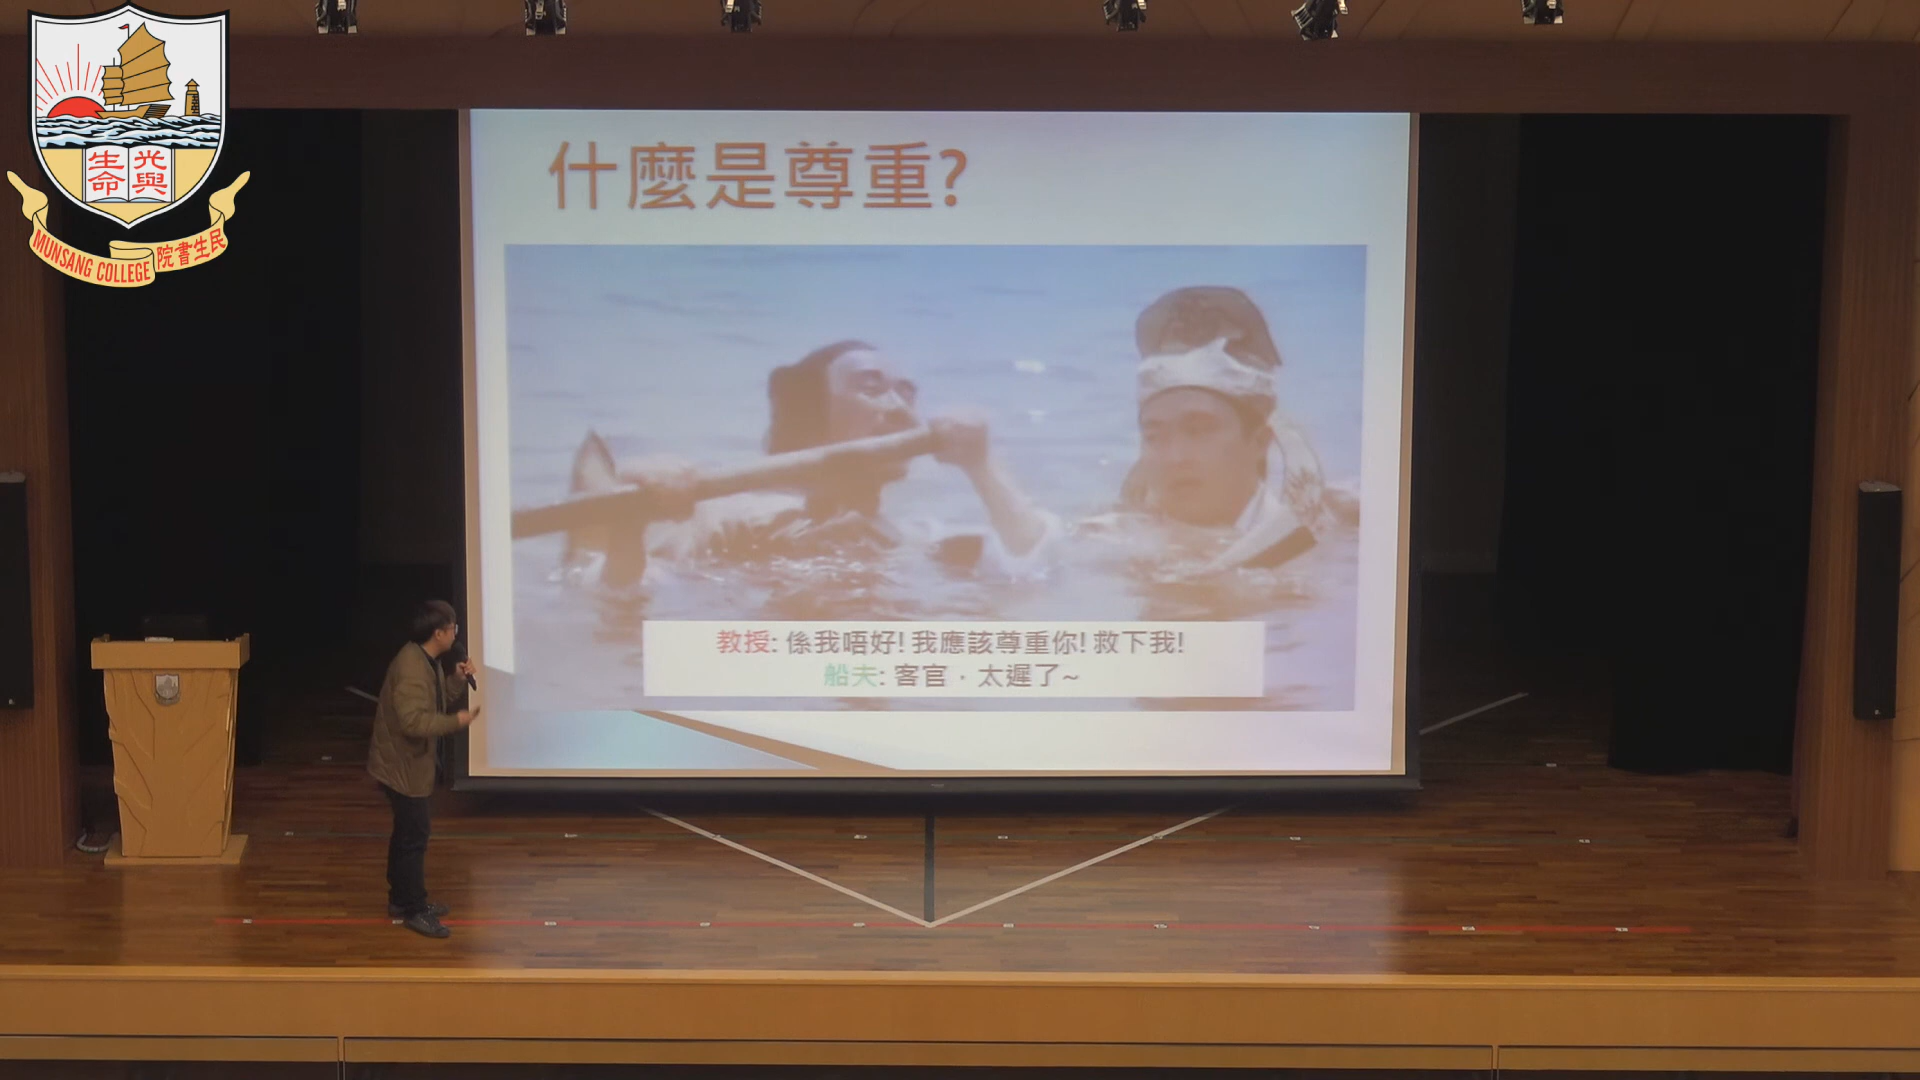 光與
生命
MUNSANG COLLEGE 院書生民
什麼是尊重?
教授: 係我唔好! 我應該尊重你! 救下我!
船夫: 客官，太遲了~